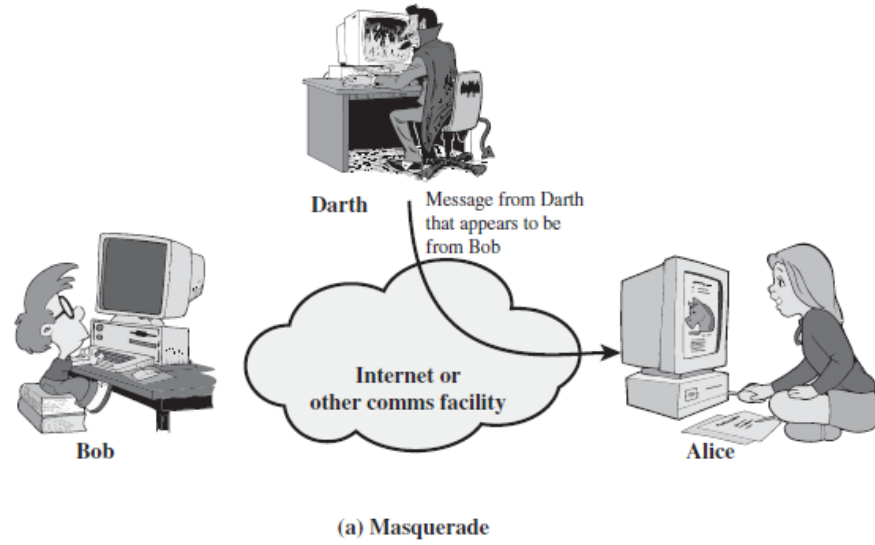 Darth
Message from Darth
that appears to be
from Bob
Internet or
other comms facility
Bob
Alice
(a) Masquerade